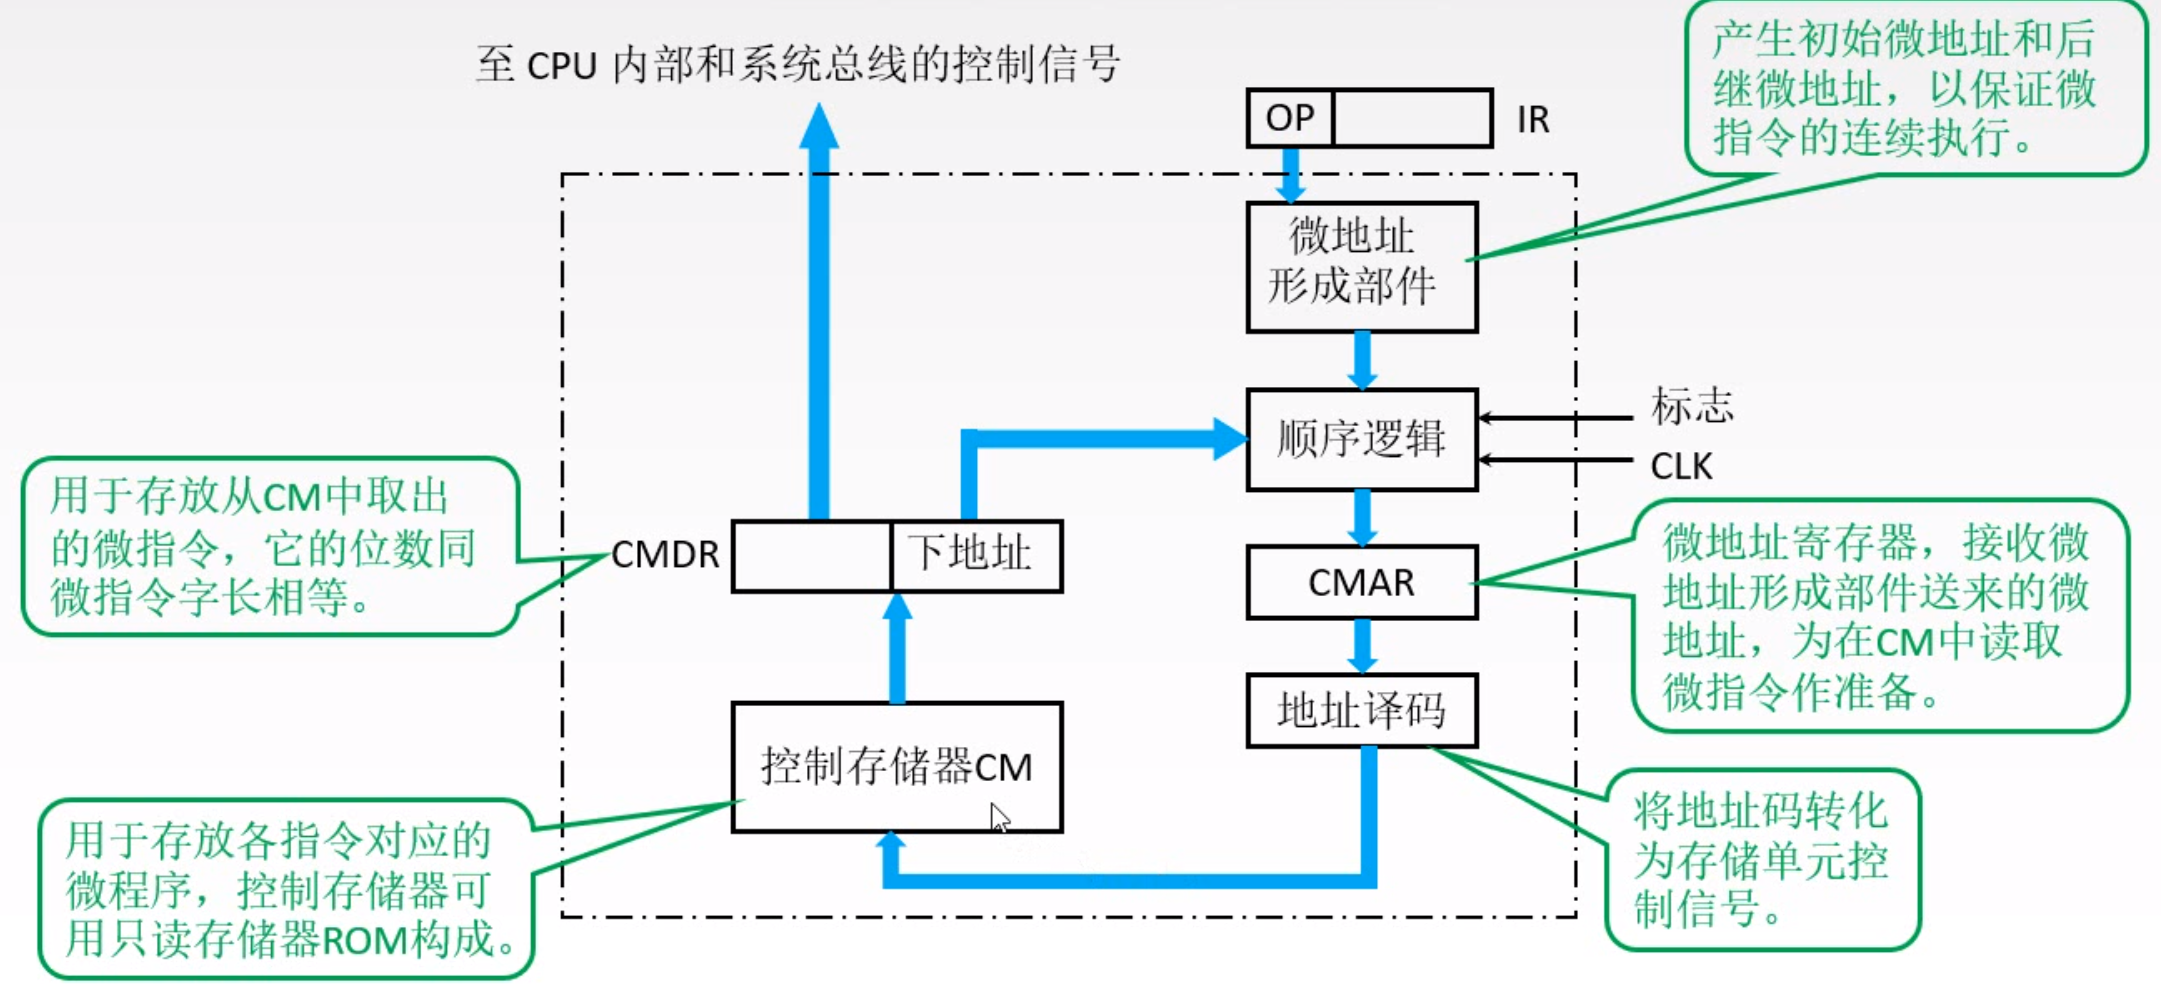 产生初始微地址和后
继微地址，以保证微
指令的连续执行。
至 CPU 内部和系统总线的控制信号
OP
IR
微地址
形成部件
顺序逻辑
标志
CLK
用于存放从CM中取出
的微指令，它的位数同
微指令字长相等。
CMDR
下地址
CMAR
微地址寄存器，接收微
地址形成部件送来的微
地址，为在CM中读取
微指令作准备。
地址译码
控制存储器CM
用于存放各指令对应的
微程序，控制存储器可
用只读存储器ROM构成。
将地址码转化
为存储单元控
制信号。